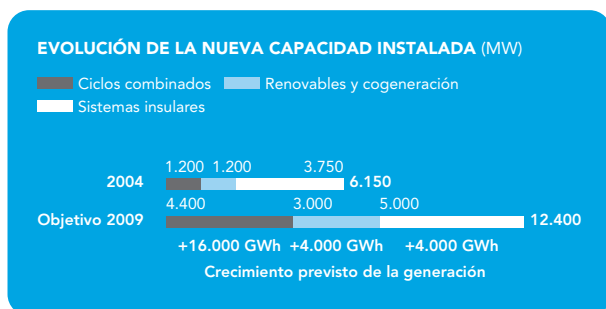 EVOLUCIÓN DE LA NUEVA CAPACIDAD INSTALADA (MW)
Ciclos combinados Renovables y cogeneración
Sistemas insulares
1.200 1.200 3.750
2004 6.150
4.400 3.000 5.000
Objetivo 2009 12.400
+16.000 GWh +4.000 GWh +4.000 GWh
Crecimiento previsto de la generación